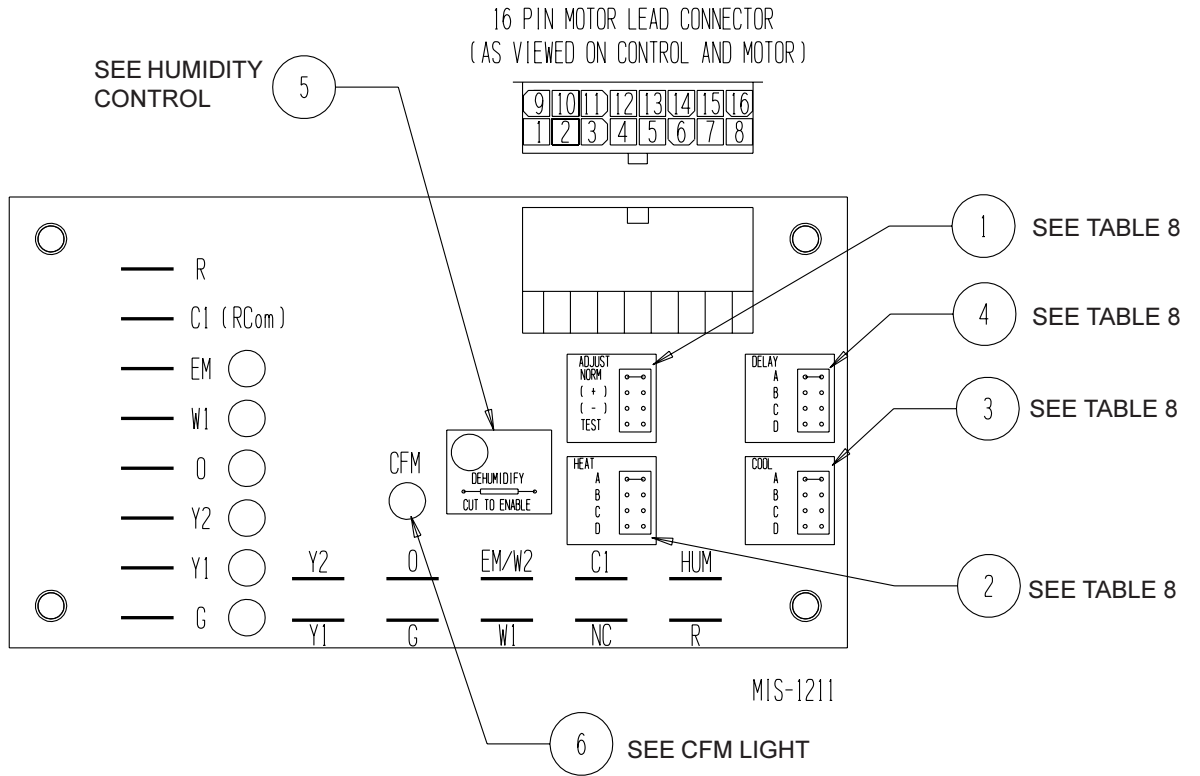 16 PIN MOTOR LEAD CONNECTOR
(AS VIEWED ON CONTROL AND MOTOR)
SEE HUMIDITY
CONTROL
5
9 10 11 12 13 14 15 16
1 2 3 4 5 6 7 8
1 SEE TABLE 8
4 SEE TABLE 8
3 SEE TABLE 8
2 SEE TABLE 8
R
C1 (RCom)
EM
W1
O
Y2
Y1
G
ADJUST
NORM
(+)
(-)
TEST
DELAY
A
B
C
D
HEAT
A
B
C
D
COOL
A
B
C
D
CFM
DEHUMIDIFY
CUT TO ENABLE
Y2 O EM/W2 C1 HUM
Y1 G W1 NC R
MIS-1211
6 SEE CFM LIGHT